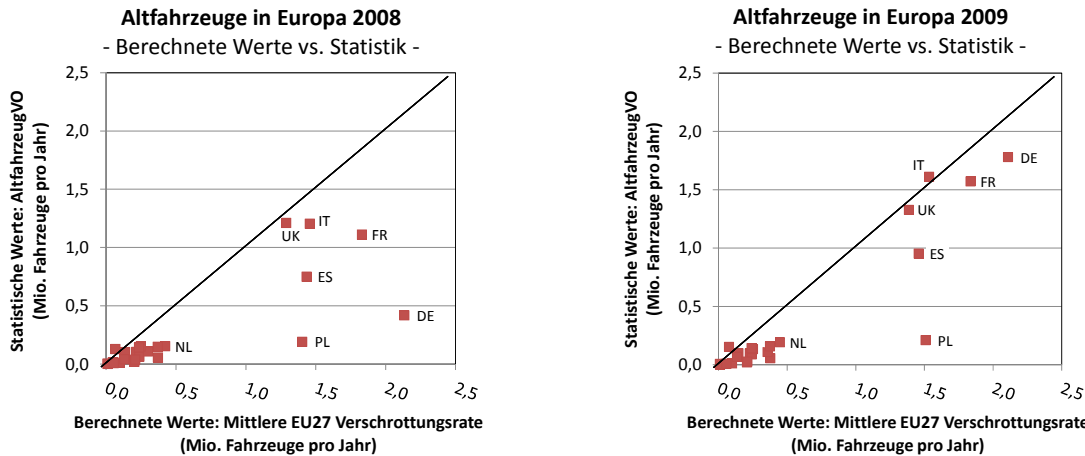 Altfahrzeuge in Europa 2008
- Berechnete Werte vs. Statistik -
Statistische Werte: AltfahrzeugVO
(Mio. Fahrzeuge pro Jahr)
2,5
2,0
1,5
1,0
0,5
0,0
UK
IT
FR
ES
DE
PL
NL
0,0
0,5
1,0
1,5
2,0
2,5
Berechnete Werte: Mittlere EU27 Verschrottungsrate
(Mio. Fahrzeuge pro Jahr)
Altfahrzeuge in Europa 2009
- Berechnete Werte vs. Statistik -
Statistische Werte: AltfahrzeugVO
(Mio. Fahrzeuge pro Jahr)
2,5
2,0
1,5
1,0
0,5
0,0
IT
DE
FR
UK
ES
PL
NL
0,0
0,5
1,0
1,5
2,0
2,5
Berechnete Werte: Mittlere EU27 Verschrottungsrate
(Mio. Fahrzeuge pro Jahr)